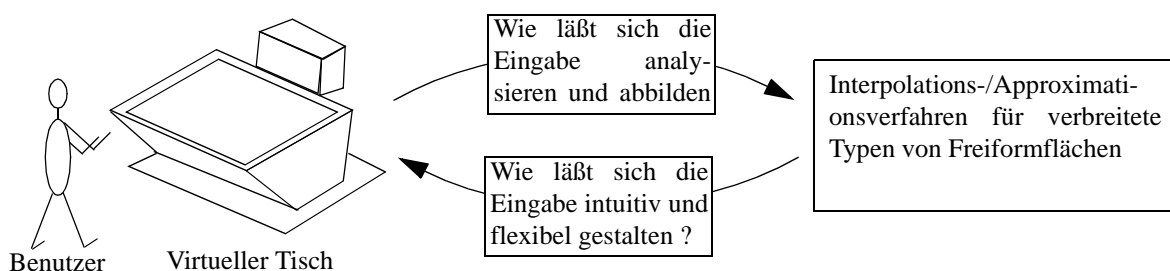 Wie läßt sich die
Eingabe analy-
sieren und abbilden
Interpolations-/Approximati-
onsverfahren für verbreitete
Typen von Freiformflächen
Wie läßt sich die
Eingabe intuitiv und
flexibel gestalten ?
Benutzer
Virtueller Tisch